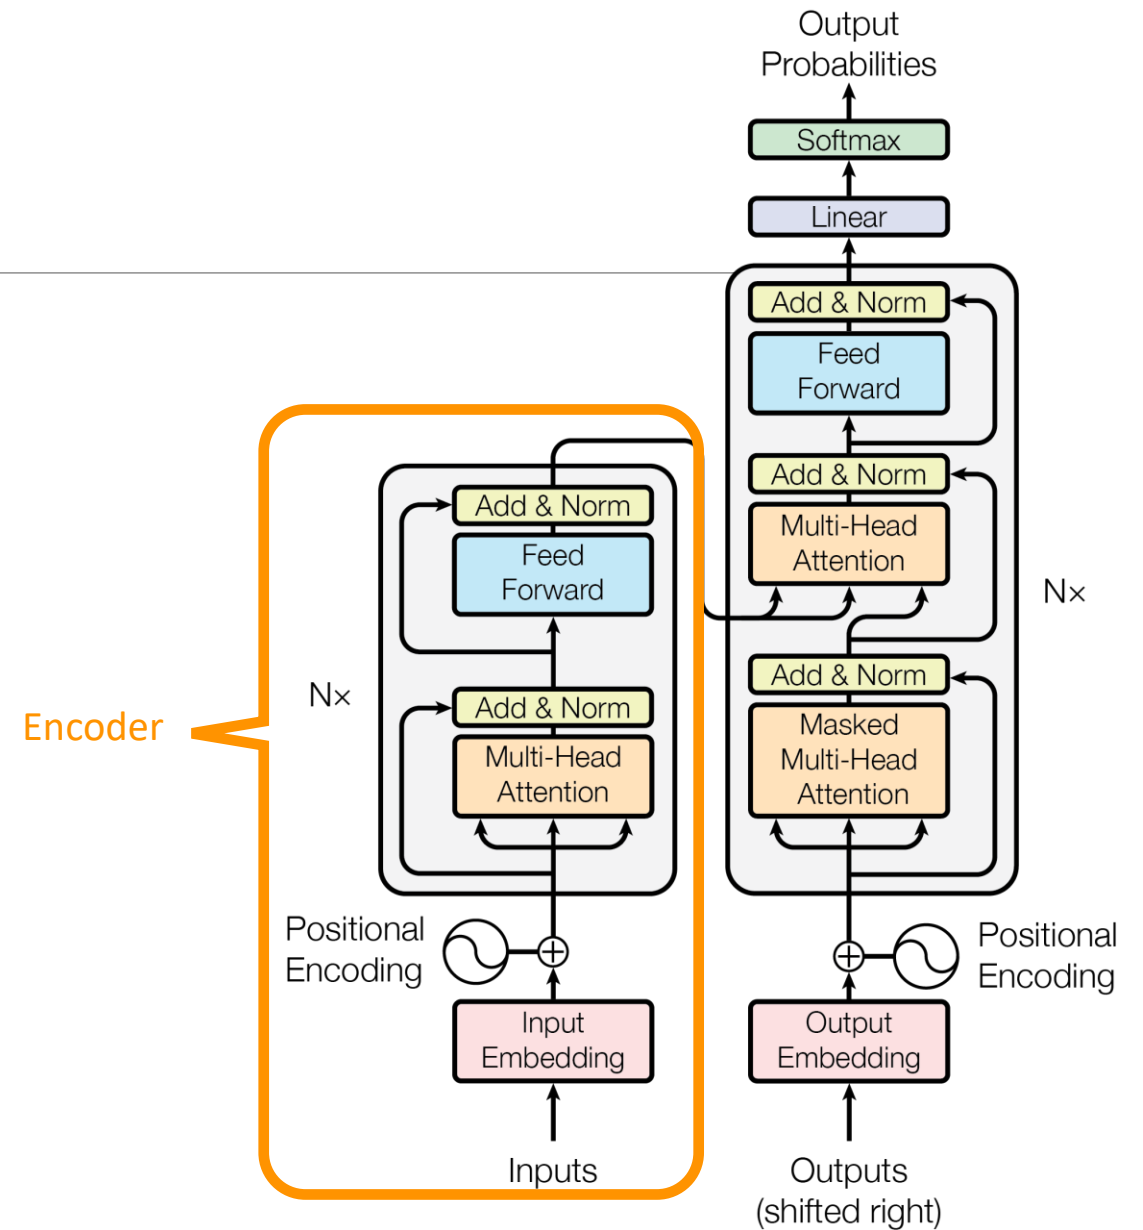 Output
Probabilities
Softmax
Linear
Add & Norm
Feed
Forward
Add & Norm
Multi-Head
Attention
N×
Add & Norm
Masked
Multi-Head
Attention
Add & Norm
Feed
Forward
N×
Add & Norm
Multi-Head
Attention
Encoder
Positional
Encoding
Input
Embedding
Inputs
Positional
Encoding
Output
Embedding
Outputs
(shifted right)